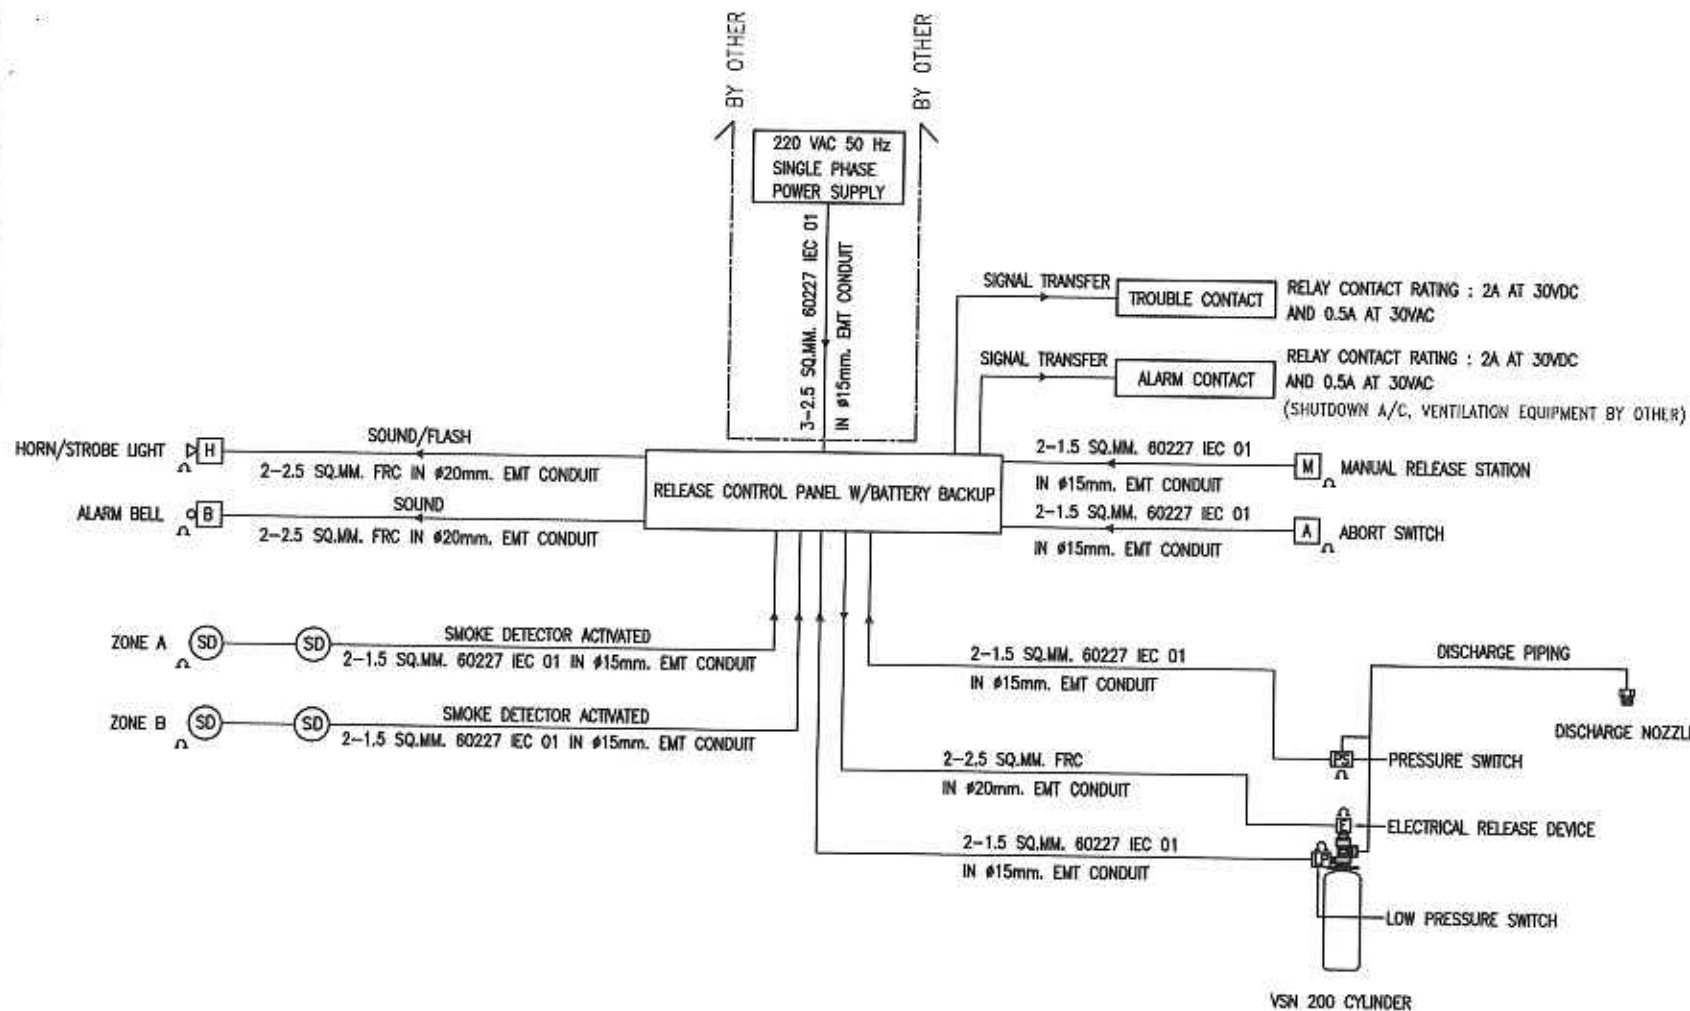 BY OTHER
BY OTHER
220 VAC 50 Hz
SINGLE PHASE
POWER SUPPLY
3-2.5 SQ.MM. 60227 IEC 01
IN ø15mm. EMT CONDUIT
SIGNAL TRANSFER
TROUBLE CONTACT
RELAY CONTACT RATING : 2A AT 30VDC
AND 0.5A AT 30VAC
SIGNAL TRANSFER
ALARM CONTACT
RELAY CONTACT RATING : 2A AT 30VDC
AND 0.5A AT 30VAC
(SHUTDOWN A/C, VENTILATION EQUIPMENT BY OTHER)
HORN/STROBE LIGHT
H
SOUND/FLASH
2-2.5 SQ.MM. FRC IN ø20mm. EMT CONDUIT
ALARM BELL
B
SOUND
2-2.5 SQ.MM. FRC IN ø20mm. EMT CONDUIT
RELEASE CONTROL PANEL W/BATTERY BACKUP
2-1.5 SQ.MM. 60227 IEC 01
IN ø15mm. EMT CONDUIT
M
MANUAL RELEASE STATION
2-1.5 SQ.MM. 60227 IEC 01
IN ø15mm. EMT CONDUIT
A
ABORT SWITCH
ZONE A
SD
SD
SMOKE DETECTOR ACTIVATED
2-1.5 SQ.MM. 60227 IEC 01 IN ø15mm. EMT CONDUIT
ZONE B
SD
SD
SMOKE DETECTOR ACTIVATED
2-1.5 SQ.MM. 60227 IEC 01 IN ø15mm. EMT CONDUIT
2-1.5 SQ.MM. 60227 IEC 01
IN ø15mm. EMT CONDUIT
DISCHARGE PIPING
DISCHARGE NOZZL
PS
PRESSURE SWITCH
2-2.5 SQ.MM. FRC
IN ø20mm. EMT CONDUIT
E
ELECTRICAL RELEASE DEVICE
2-1.5 SQ.MM. 60227 IEC 01
IN ø15mm. EMT CONDUIT
LOW PRESSURE SWITCH
VSN 200 CYLINDER